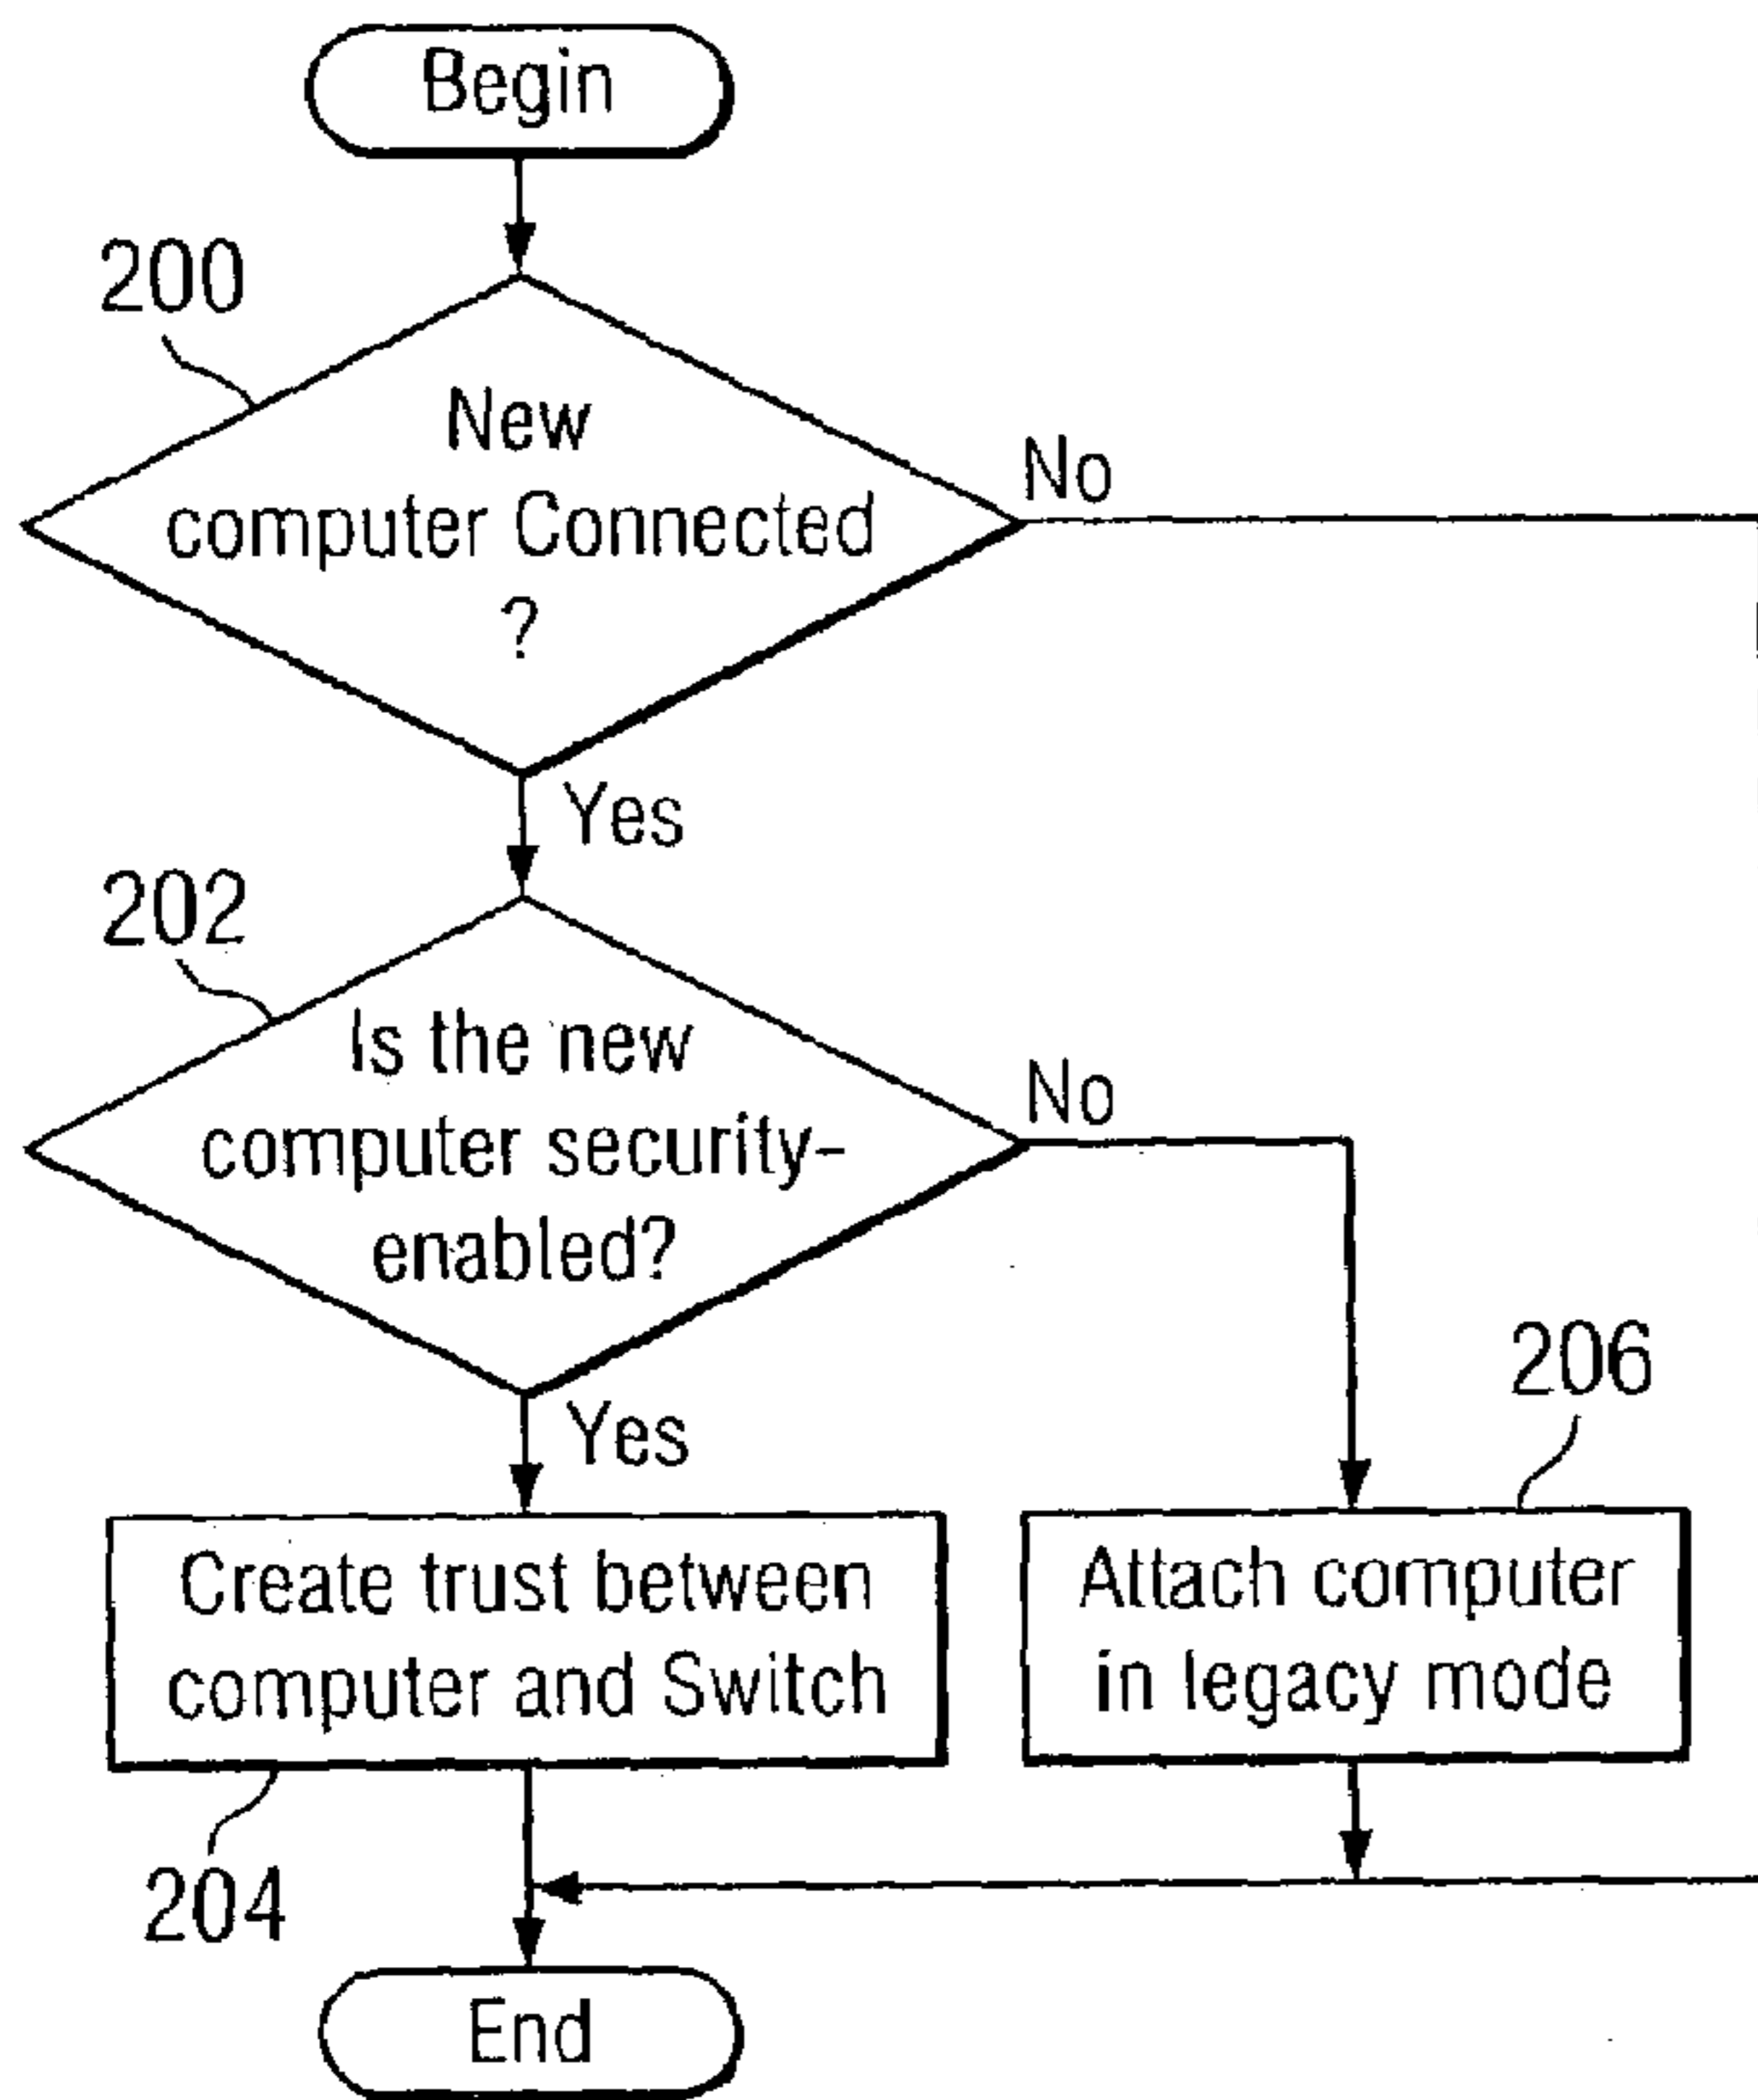 Begin
200
New
computer Connected
?
No
Yes
202
Is the new
computer security-
enabled?
No
Yes
206
Create trust between
computer and Switch
Attach computer
in legacy mode
204
End